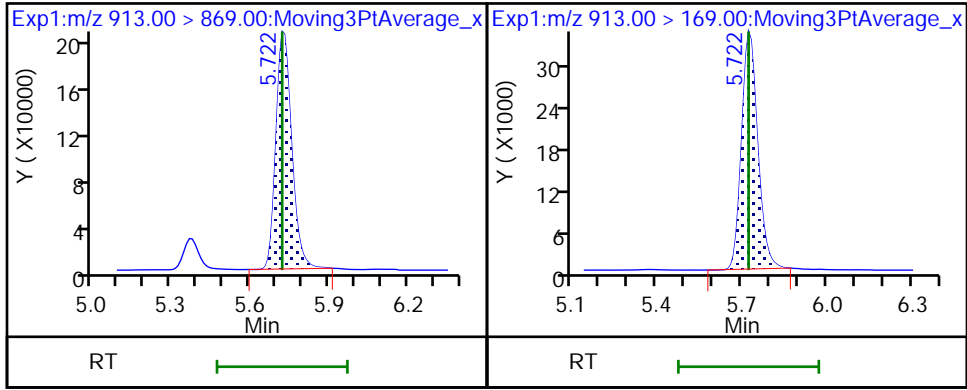 Exp1:m/z 913.00 > 869.00:Moving3PtAverage_x
5.722
Y ( X10000)
20
16
12
8
4
0
5.0 5.3 5.6 5.9 6.2
Min
RT
Exp1:m/z 913.00 > 169.00:Moving3PtAverage_x
5.722
Y ( X1000)
30
24
18
12
6
0
5.1 5.4 5.7 6.0 6.3
Min
RT